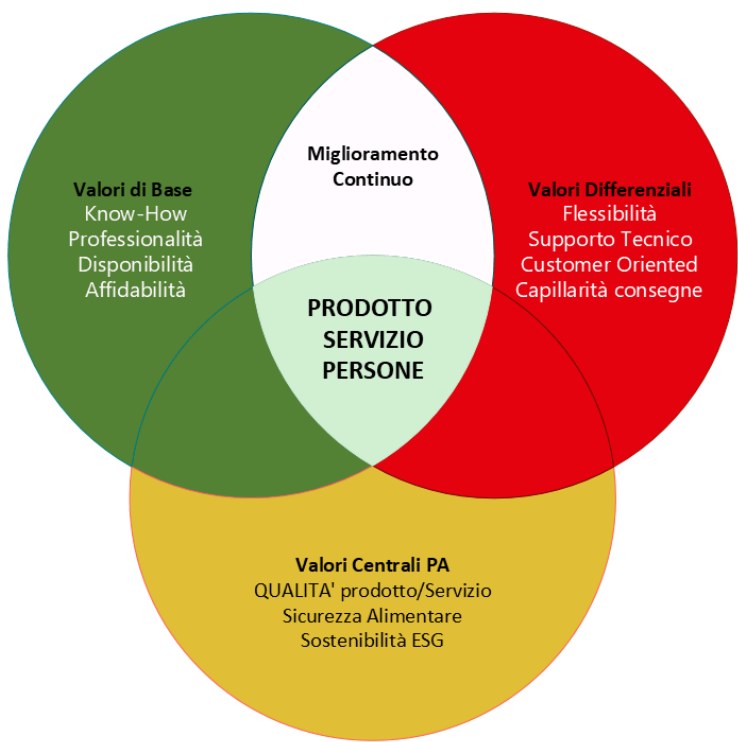 Miglioramento
Continuo
Valori di Base
Know-How
Professionalità
Disponibilità
Affidabilità
Valori Differenziali
Flessibilità
Supporto Tecnico
Customer Oriented
Capillarità consegne
PRODOTTO
SERVIZIO
PERSONE
Valori Centrali PA
QUALITA' prodotto/Servizio
Sicurezza Alimentare
Sostenibilità ESG